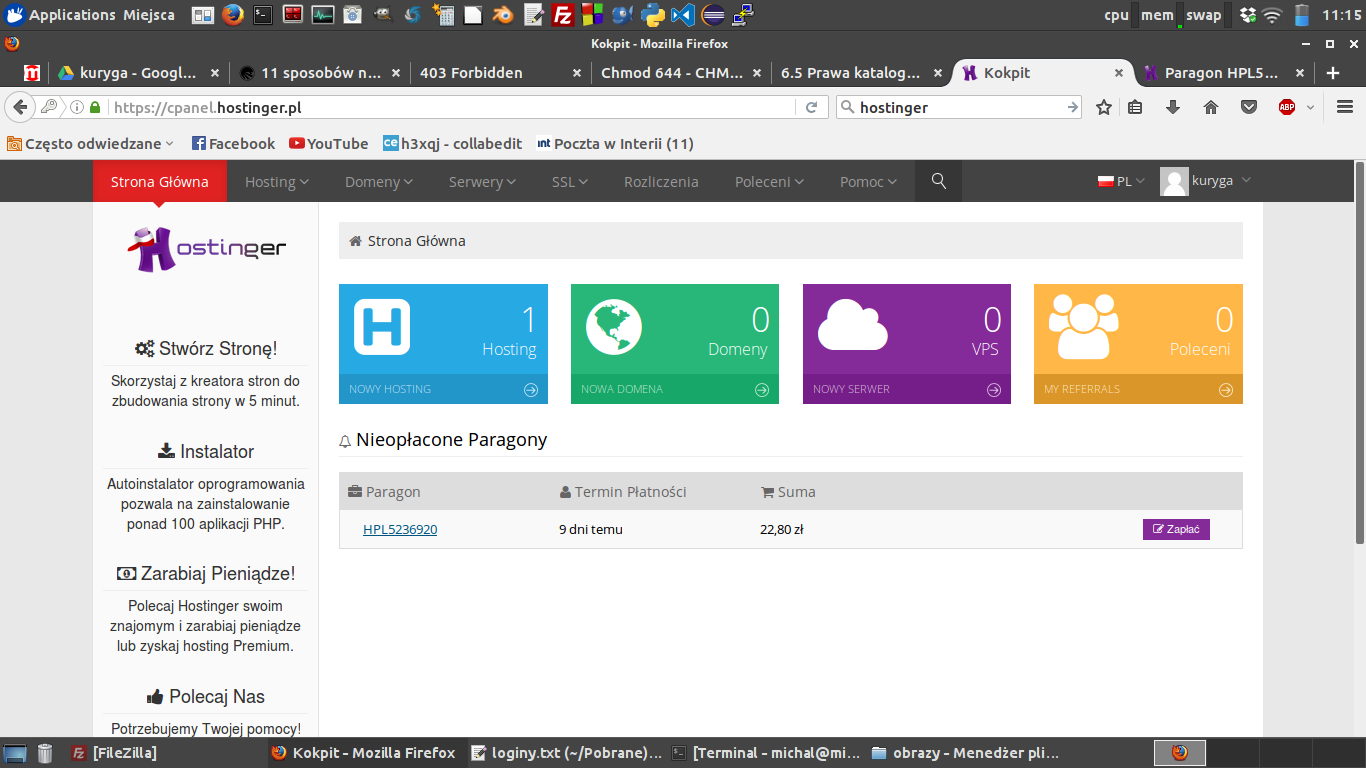 Applications Miejsca cpu mem swap 11:15
Kokpit - Mozilla Firefox
kuryga - Googl... 11 sposobów n... 403 Forbidden Chmod 644 - CHM... 6.5 Prawa katalog... Kokpit Paragon HPL5...
https://cpanel.hostinger.pl hostinger ABP
Często odwiedzane Facebook YouTube ce h3xqj - collabedit int Poczta w Interii (11)
Strona Główna Hosting Domeny Serwery SSL Rozliczenia Poleceni Pomoc PL kuryga
Hostinger
Strona Główna
1
Hosting
NOWY HOSTING
0
Domeny
NOWA DOMENA
0
VPS
NOWY SERWER
0
Poleceni
MY REFERRALS
Stwórz Stronę!
Skorzystaj z kreatora stron do
zbudowania strony w 5 minut.
Instalator
Autoinstalator oprogramowania
pozwala na zainstalowanie
ponad 100 aplikacji PHP.
Zarabiaj Pieniądze!
Polecaj Hostinger swoim
znajomym i zarabiaj pieniądze
lub zyskaj hosting Premium.
Polecaj Nas
Potrzebujemy Twojej pomocy!
Nieopłacone Paragony
Paragon Termin Płatności Suma
HPL5236920 9 dni temu 22,80 zł Zapłać
[FileZilla] Kokpit - Mozilla Firefox loginy.txt (~/Pobrane)... [Terminal - michal@mi... obrazy - Menedżer pli...